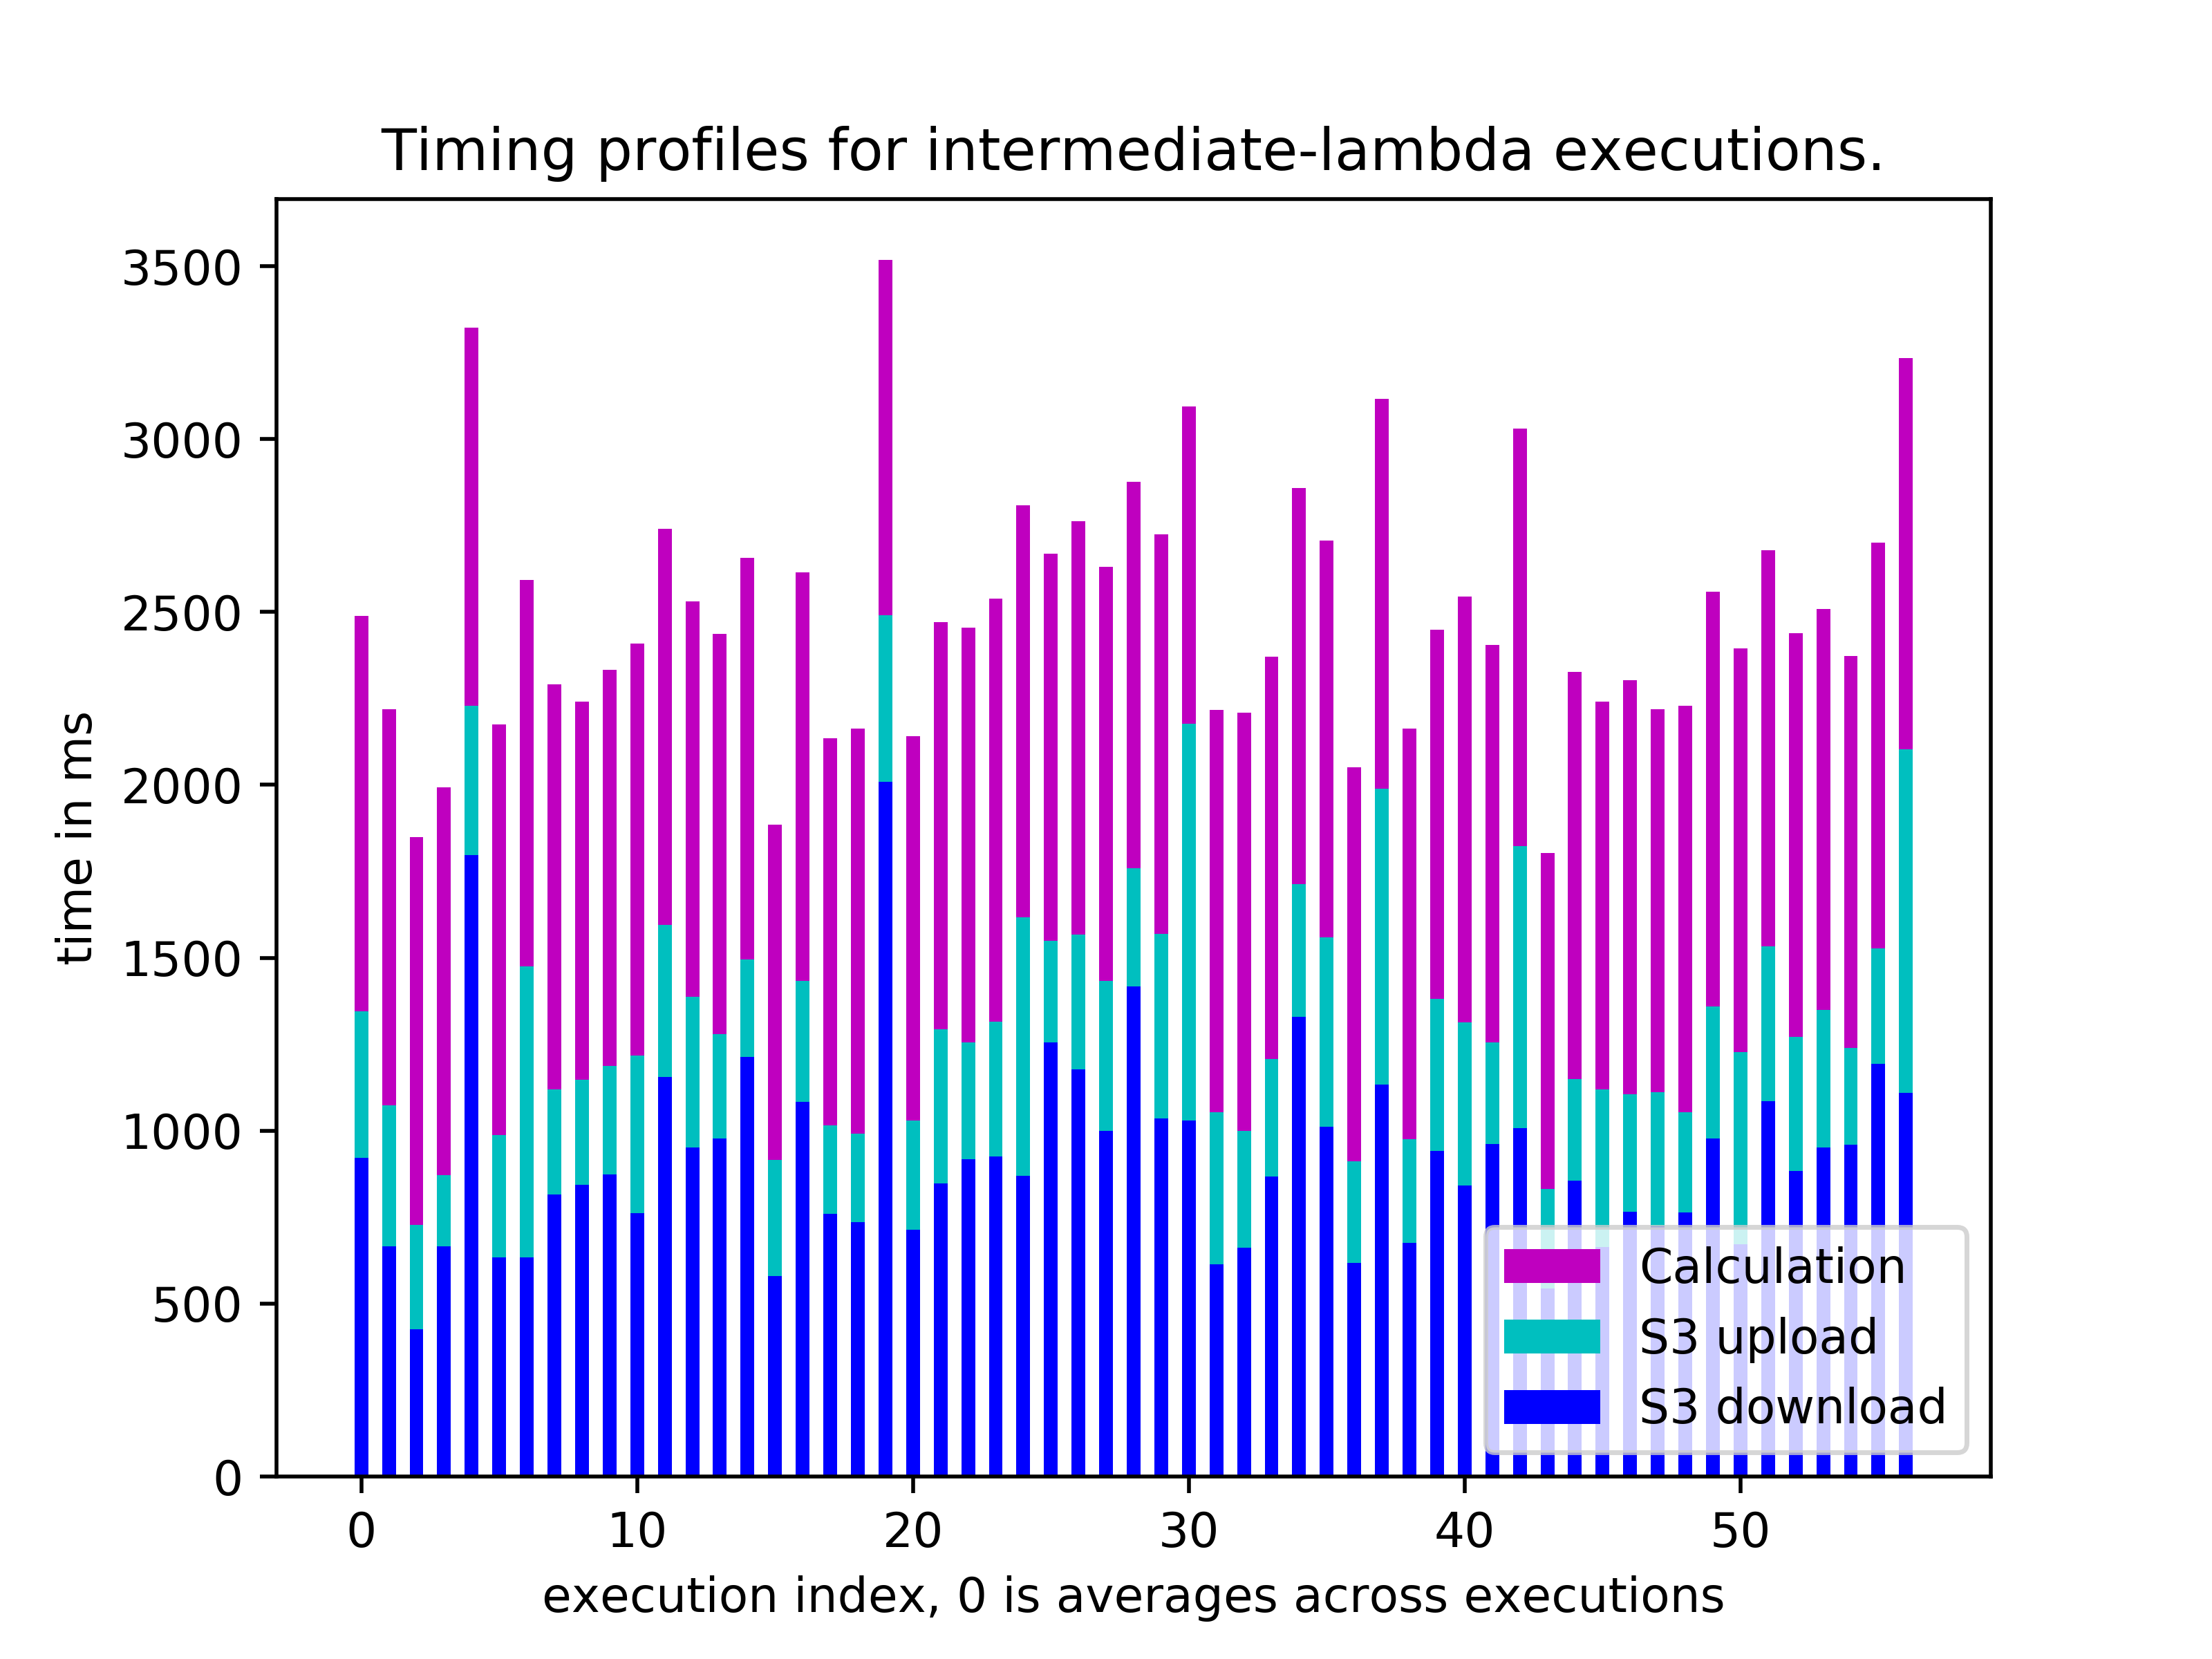 Timing profiles for intermediate-lambda executions.
3500
3000
2500
2000
1500
1000
500
0
time in ms
Calculation
S3 upload
S3 download
0 10 20 30 40 50
execution index, 0 is averages across executions